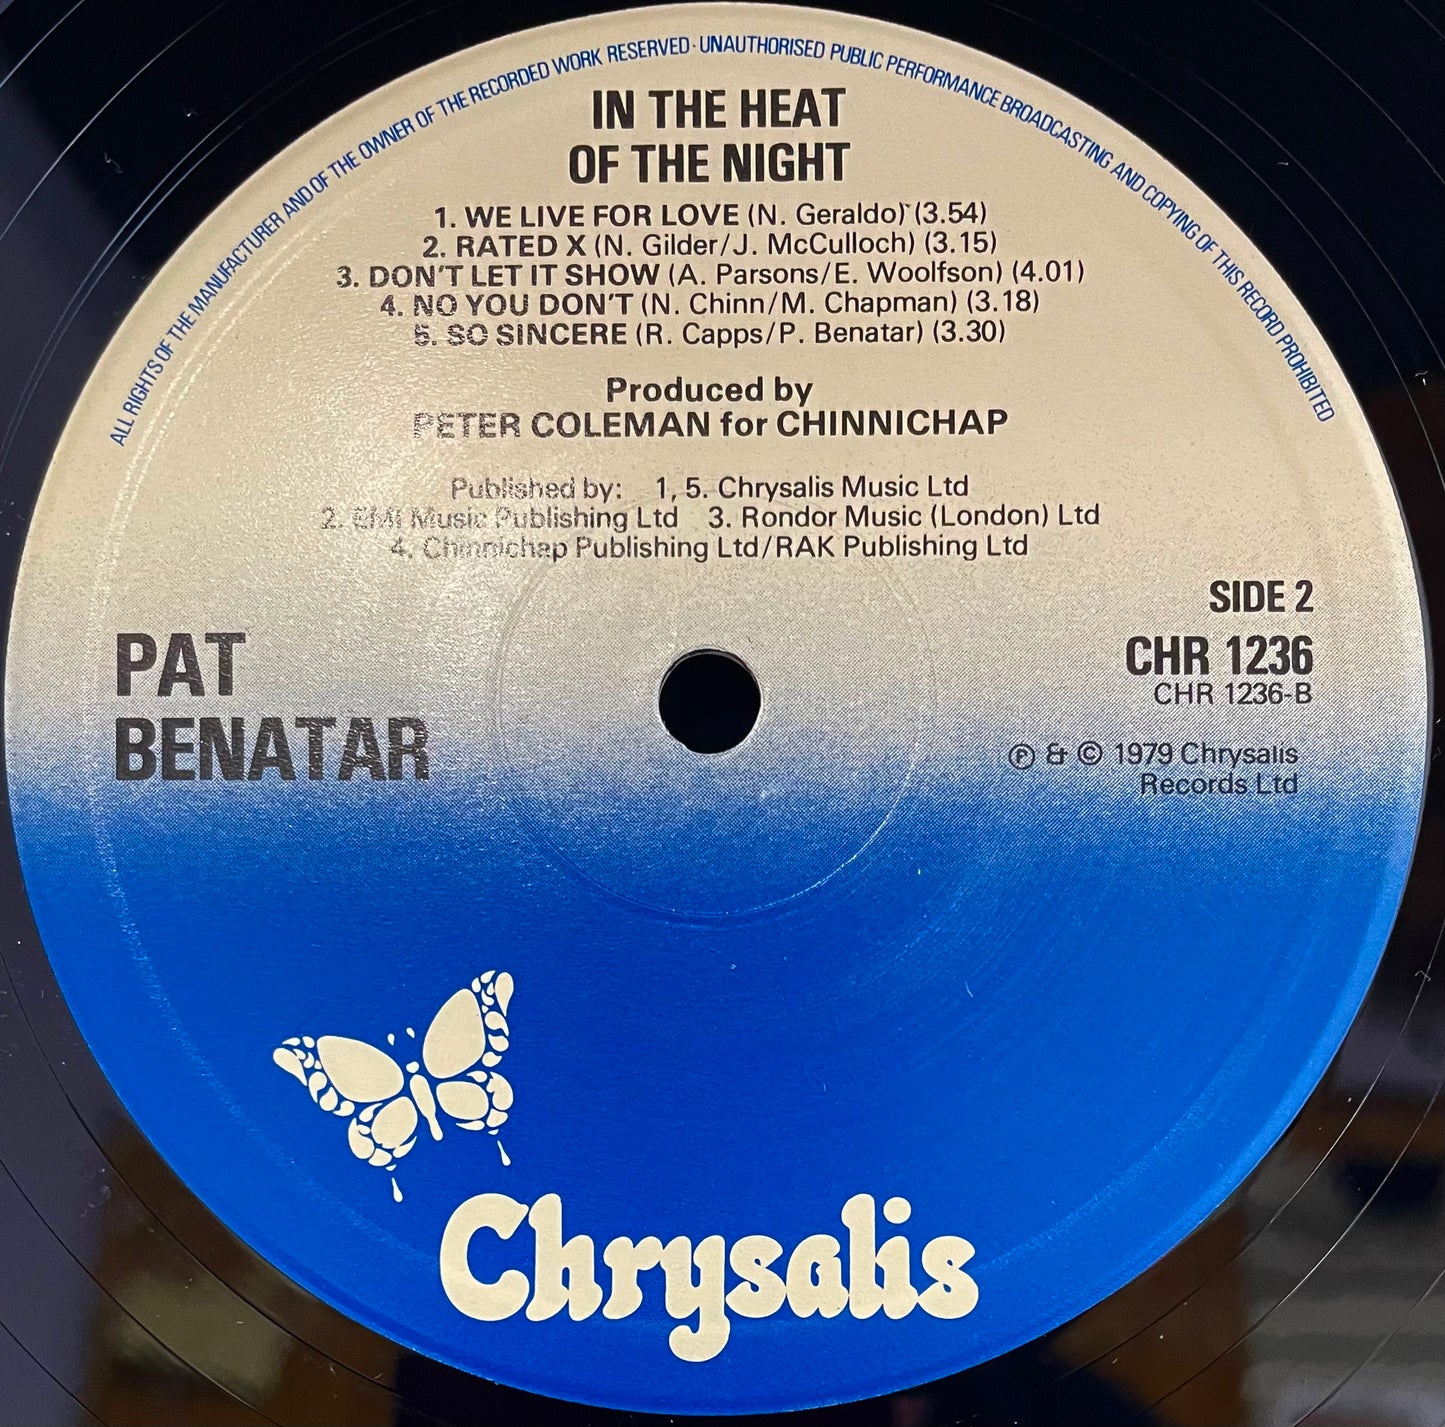 ALL RIGHTS OF THE MANUFACTURER AND OF THE OWNER OF THE RECORDED WORK RESERVED · UNAUTHORISED PUBLIC PERFORMANCE BROADCASTING AND COPYING OF THIS RECORD PROHIBITED
IN THE HEAT
OF THE NIGHT
1. WE LIVE FOR LOVE (N. Geraldo) (3.54)
2. RATED X (N. Gilder/J. McCulloch) (3.15)
3. DON'T LET IT SHOW (A. Parsons/E. Woolfson) (4.01)
4. NO YOU DON'T (N. Chinn/M. Chapman) (3.18)
5. SO SINCERE (R. Capps/P. Benatar) (3.30)
Produced by
PETER COLEMAN for CHINNICHAP
Published by: 1, 5. Chrysalis Music Ltd
2. EMI Music Publishing Ltd 3. Rondor Music (London) Ltd
4. Chinnichap Publishing Ltd/RAK Publishing Ltd
SIDE 2
CHR 1236
CHR 1236-B
PAT
BENATAR
℗ & © 1979 Chrysalis
Records Ltd
Chrysalis